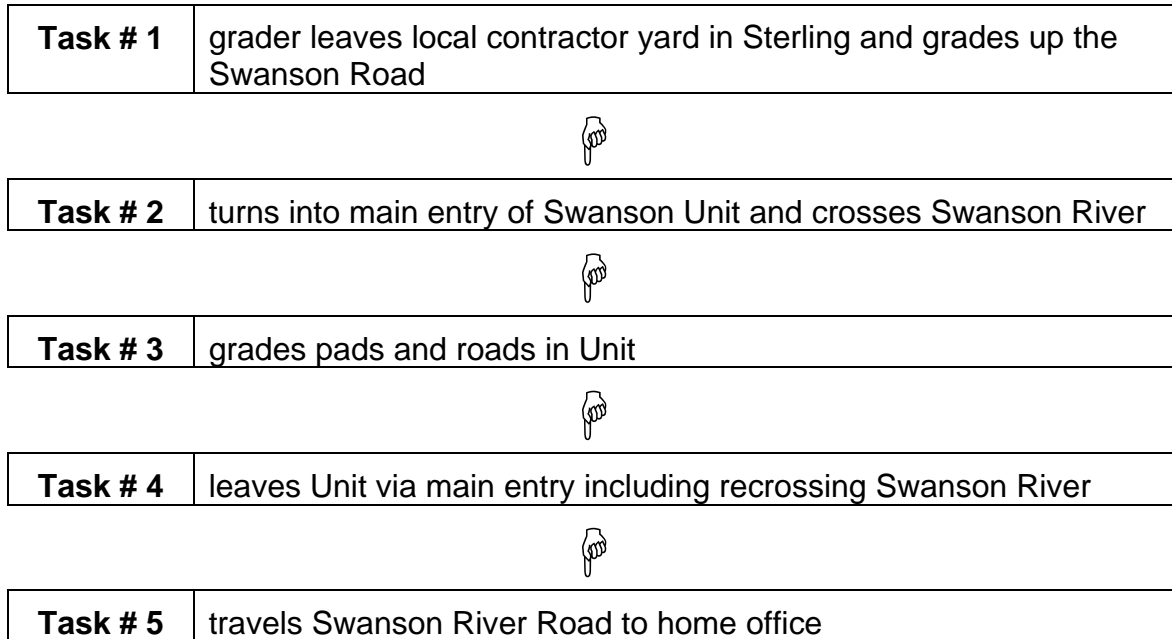 Task # 1 grader leaves local contractor yard in Sterling and grades up the
Swanson Road
Task # 2 turns into main entry of Swanson Unit and crosses Swanson River
Task # 3 grades pads and roads in Unit
Task # 4 leaves Unit via main entry including recrossing Swanson River
Task # 5 travels Swanson River Road to home office